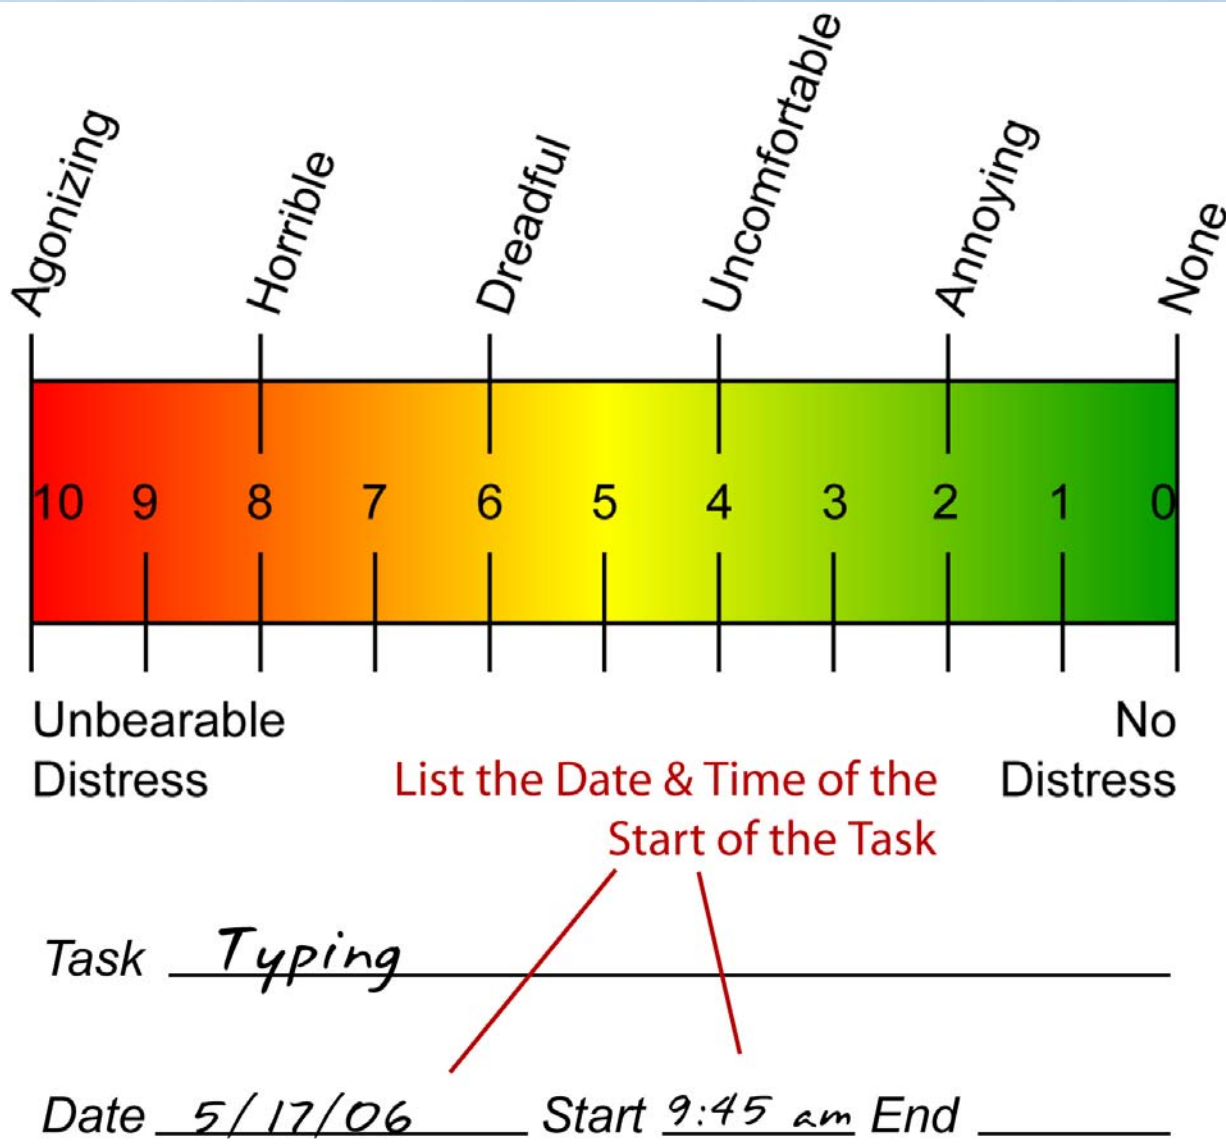 Agonizing Horrible Dreadful Uncomfortable Annoying None
10 9 8 7 6 5 4 3 2 1 0
Unbearable
Distress
No
Distress
List the Date & Time of the
Start of the Task
Task Typing
Date 5/17/06 Start 9:45 am End